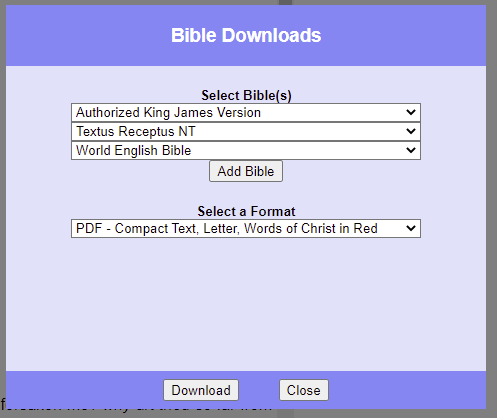 Bible Downloads
Select Bible(s)
Authorized King James Version
Textus Receptus NT
World English Bible
Add Bible
Select a Format
PDF - Compact Text, Letter, Words of Christ in Red
Download Close